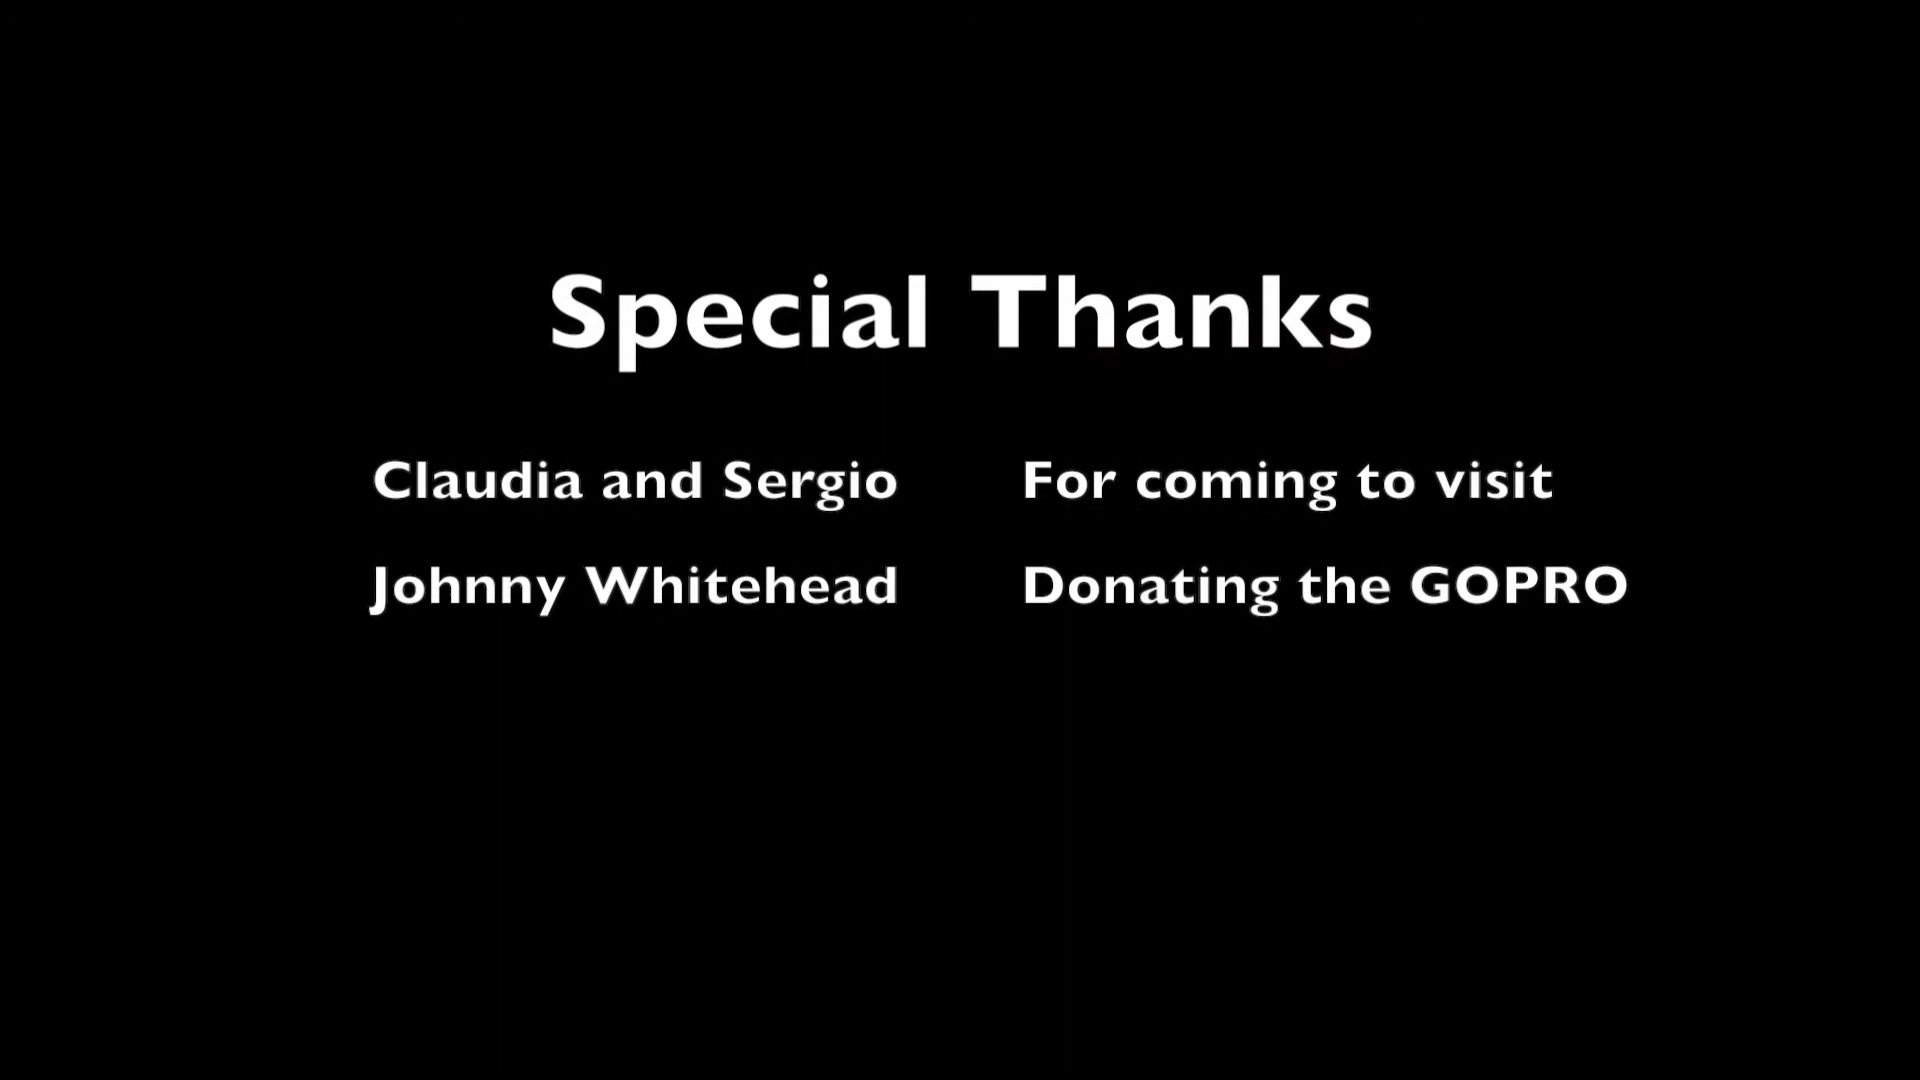 Special Thanks
Claudia and Sergio For coming to visit
Johnny Whitehead Donating the GOPRO